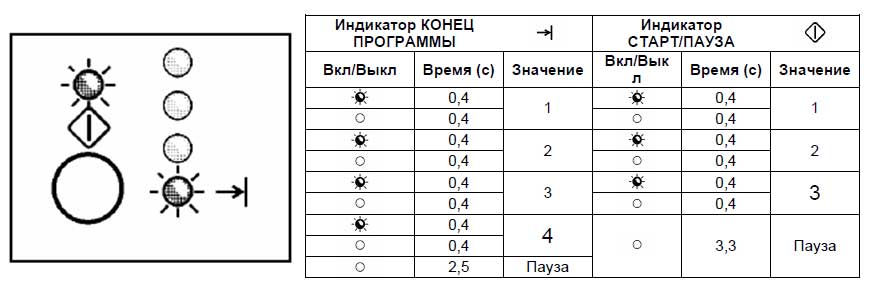 Индикатор КОНЕЦ ПРОГРАММЫ
Индикатор СТАРТ/ПАУЗА
Вкл/Выкл Время (с) Значение Вкл/Выкл Время (с) Значение
0,4 1 0,4 1
0,4 0,4
0,4 2 0,4 2
0,4 0,4
0,4 3 0,4 3
0,4 0,4
0,4 4 3,3 Пауза
0,4
2,5 Пауза